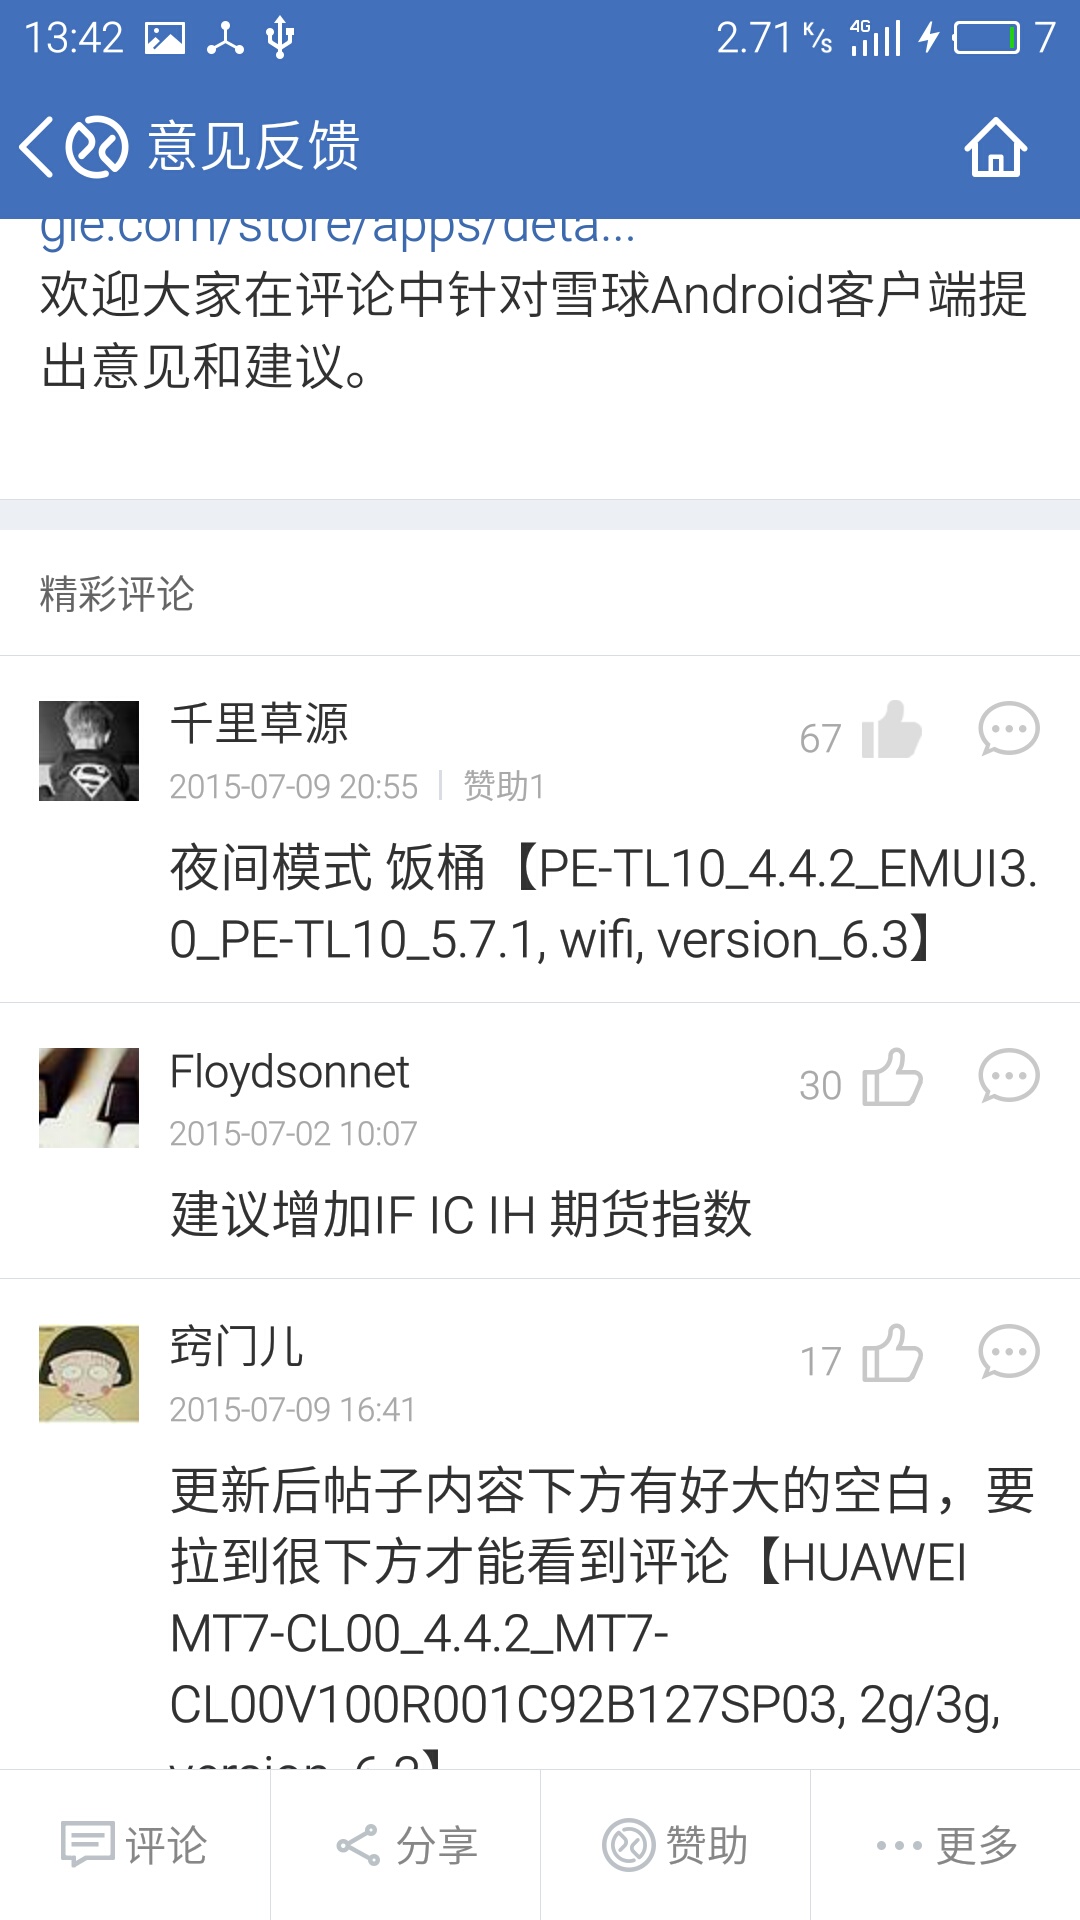 13:42
2.71 K/s 4G 7
意见反馈
gle.com/store/apps/deta...
欢迎大家在评论中针对雪球Android客户端提
出意见和建议。
精彩评论
千里草源
67
2015-07-09 20:55 | 赞助1
夜间模式 饭桶【PE-TL10_4.4.2_EMUI3.
0_PE-TL10_5.7.1, wifi, version_6.3】
Floydsonnet
30
2015-07-02 10:07
建议增加IF IC IH 期货指数
窍门儿
17
2015-07-09 16:41
更新后帖子内容下方有好大的空白，要
拉到很下方才能看到评论【HUAWEI
MT7-CL00_4.4.2_MT7-
CL00V100R001C92B127SP03, 2g/3g,
version_6.3】
评论 分享 赞助 更多